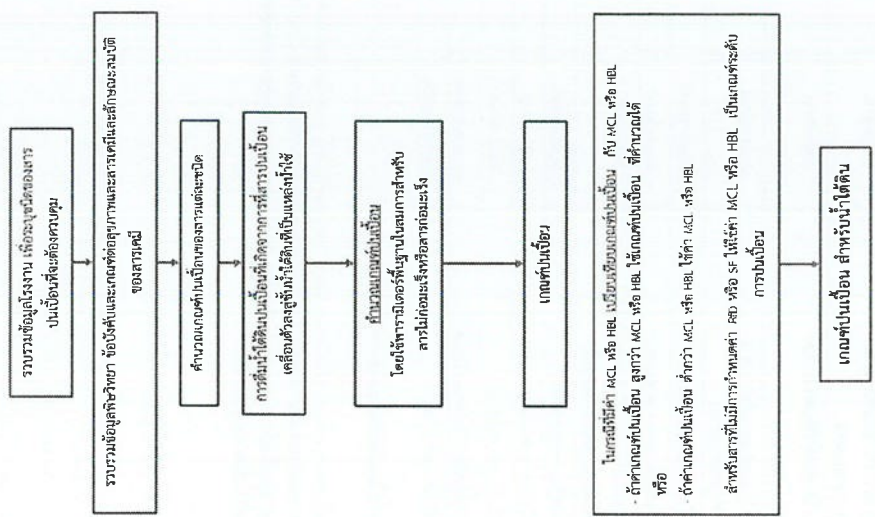 รวบรวมข้อมูลโรงงาน เพื่อระบุชนิดของสาร
ปนเปื้อนที่จะต้องควบคุม
รวบรวมข้อมูลพิษวิทยา ข้อบังคับและเกณฑ์ต่อสุขภาพและสารเคมีและลักษณะสมบัติ
ของสารเคมี
คำนวณเกณฑ์ปนเปื้อนของสารแต่ละชนิด
การดื่มน้ำใต้ดินปนเปื้อนที่เกิดจากการที่สารปนเปื้อน
เคลื่อนตัวลงสู่ชั้นน้ำใต้ดินที่เป็นแหล่งน้ำใช้
คำนวณเกณฑ์ปนเปื้อน
โดยใช้พารามิเตอร์พื้นฐานในสมการสำหรับ
สารไม่ก่อมะเร็งหรือสารก่อมะเร็ง
เกณฑ์ปนเปื้อน
ในกรณีที่มีค่า MCL หรือ HBL เปรียบเทียบเกณฑ์ปนเปื้อน กับ MCL หรือ HBL
- ถ้าค่าเกณฑ์ปนเปื้อน สูงกว่า MCL หรือ HBL ใช้เกณฑ์ปนเปื้อน ที่คำนวณได้
หรือ
- ถ้าค่าเกณฑ์ปนเปื้อน ต่ำกว่า MCL หรือ HBL ใช้ค่า MCL หรือ HBL
สำหรับสารที่ไม่มีการกำหนดค่า RfD หรือ SF ให้ใช้ค่า MCL หรือ HBL เป็นเกณฑ์ระดับ
การปนเปื้อน
เกณฑ์ปนเปื้อน สำหรับน้ำใต้ดิน